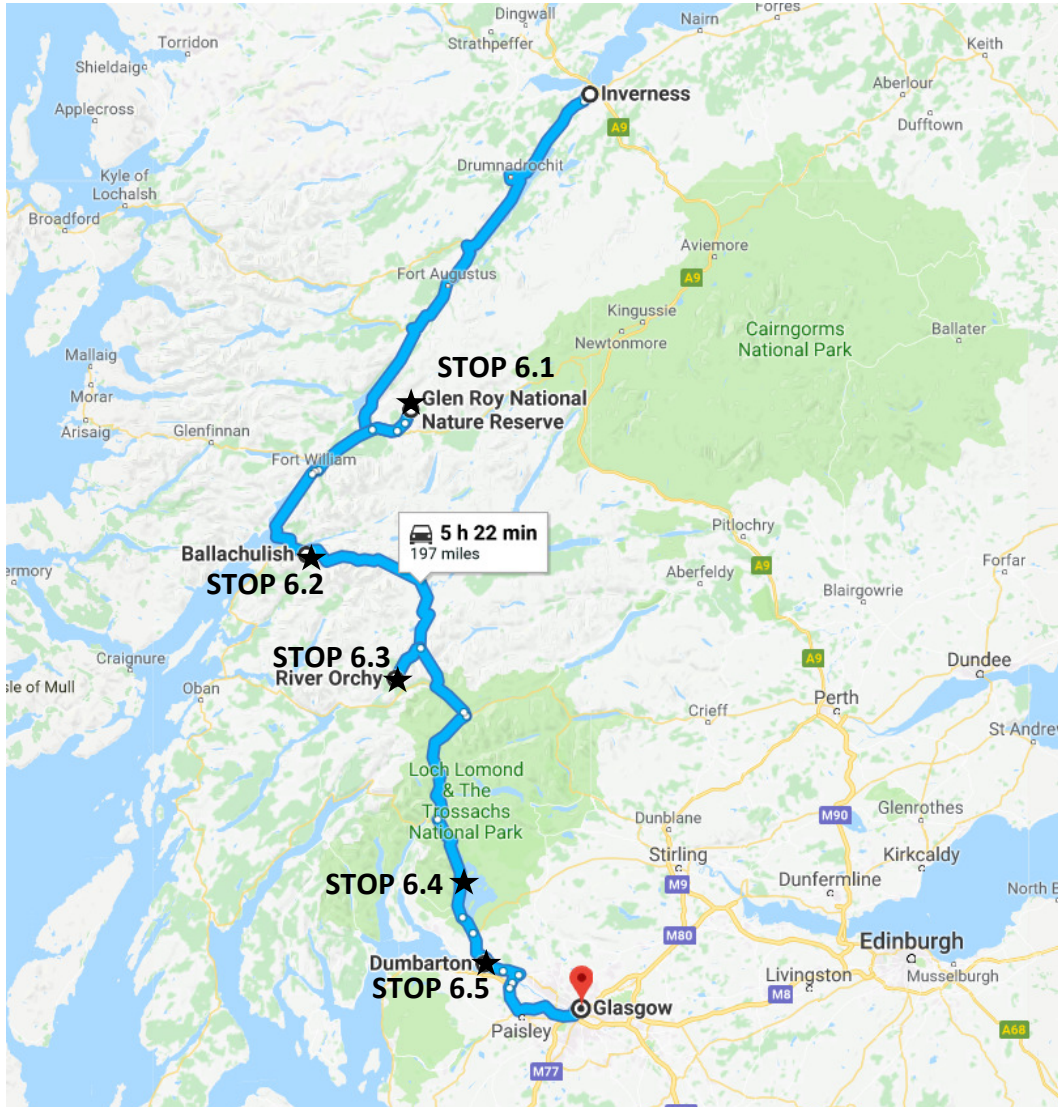 Dingwall
Nairn
Forres
Torridon
Strathpeffer
Keith
Shieldaig
Inverness
Aberlour
Applecross
A9
Dufftown
Drumnadrochit
Kyle of
Lochalsh
Broadford
Aviemore
Fort Augustus
A9
Kingussie
Cairngorms
National Park
Ballater
Newtonmore
Mallaig
STOP 6.1
Morar
Glen Roy National
Nature Reserve
Arisaig
Glenfinnan
Fort William
5 h 22 min
197 miles
Pitlochry
Ballachulish
Forfar
ermory
STOP 6.2
Aberfeldy
A9
Blairgowrie
Craignure
STOP 6.3
River Orchy
A9
Dundee
sle of Mull
Oban
Crieff
Perth
St Andrew
Loch Lomond
& The
Trossachs
National Park
Dunblane
M90
Glenrothes
STOP 6.4
Stirling
Kirkcaldy
M9
Dunfermline
North B
M80
Edinburgh
Dumbarton
STOP 6.5
Livingston
Musselburgh
Glasgow
M8
Paisley
A68
M77